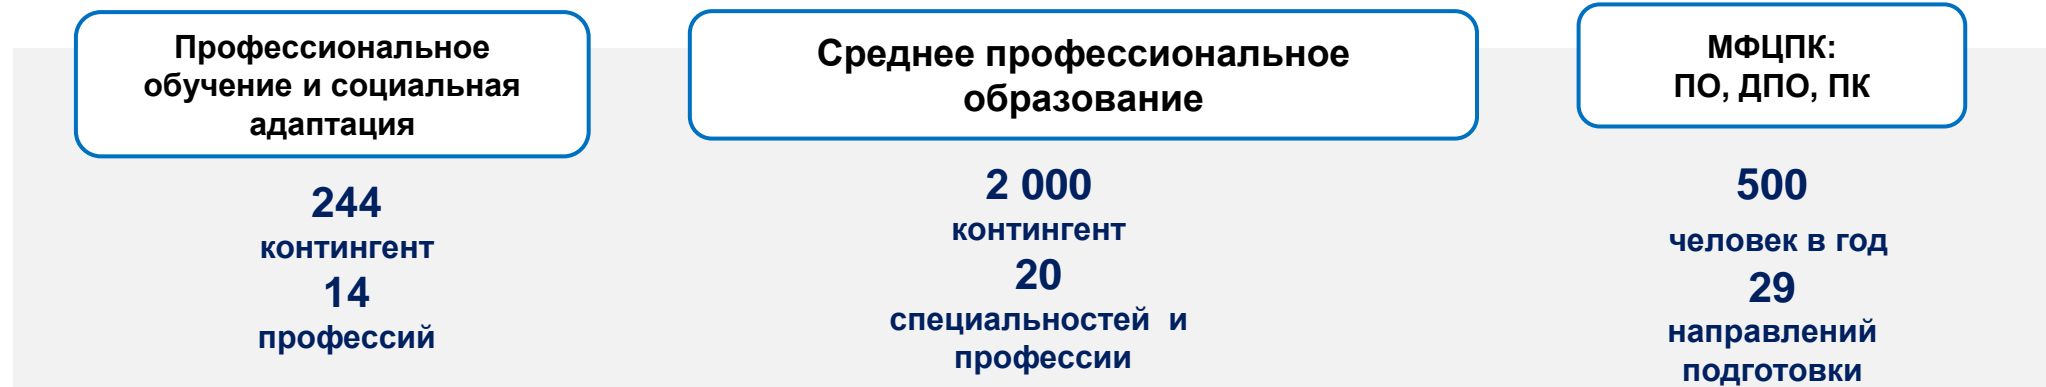 Профессиональное
обучение и социальная
адаптация
244
контингент
14
профессий
Среднее профессиональное
образование
2 000
контингент
20
специальностей и
профессии
МФЦПК:
ПО, ДПО, ПК
500
человек в год
29
направлений
подготовки